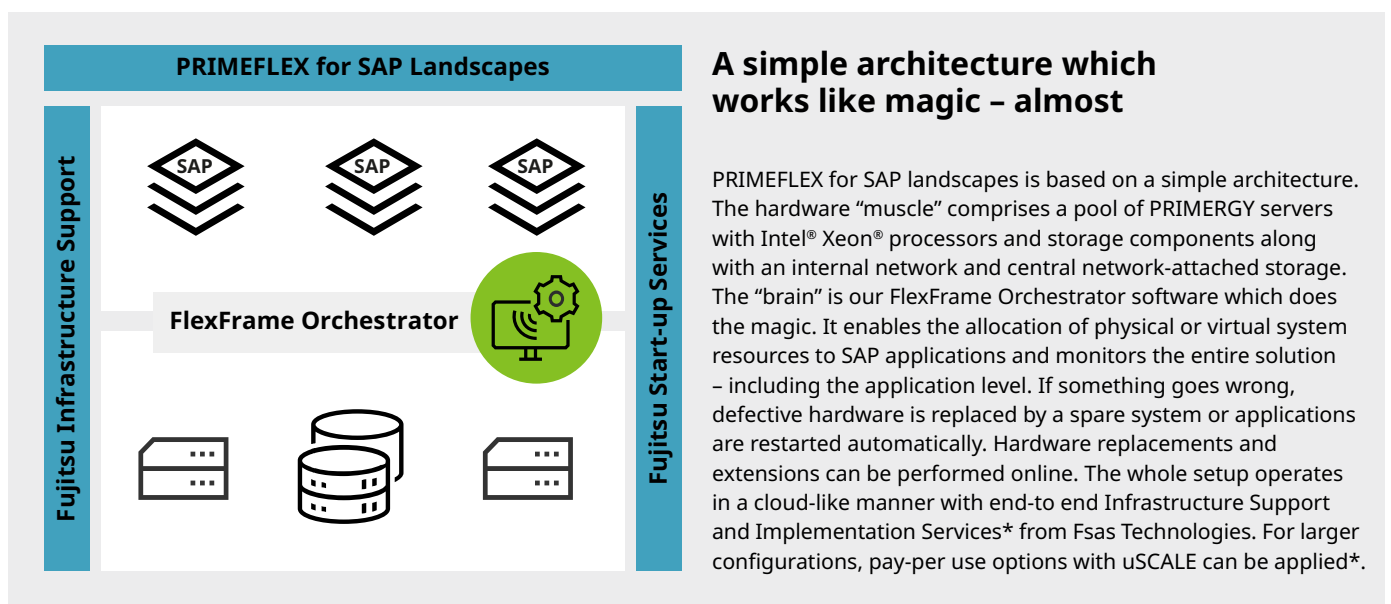 PRIMEFLEX for SAP Landscapes
Fujitsu Infrastructure Support
SAP
SAP
SAP
FlexFrame Orchestrator
Fujitsu Start-up Services
A simple architecture which
works like magic – almost
PRIMEFLEX for SAP landscapes is based on a simple architecture.
The hardware “muscle” comprises a pool of PRIMERGY servers
with Intel® Xeon® processors and storage components along
with an internal network and central network-attached storage.
The “brain” is our FlexFrame Orchestrator software which does
the magic. It enables the allocation of physical or virtual system
resources to SAP applications and monitors the entire solution
– including the application level. If something goes wrong,
defective hardware is replaced by a spare system or applications
are restarted automatically. Hardware replacements and
extensions can be performed online. The whole setup operates
in a cloud-like manner with end-to end Infrastructure Support
and Implementation Services* from Fsas Technologies. For larger
configurations, pay-per use options with uSCALE can be applied*.